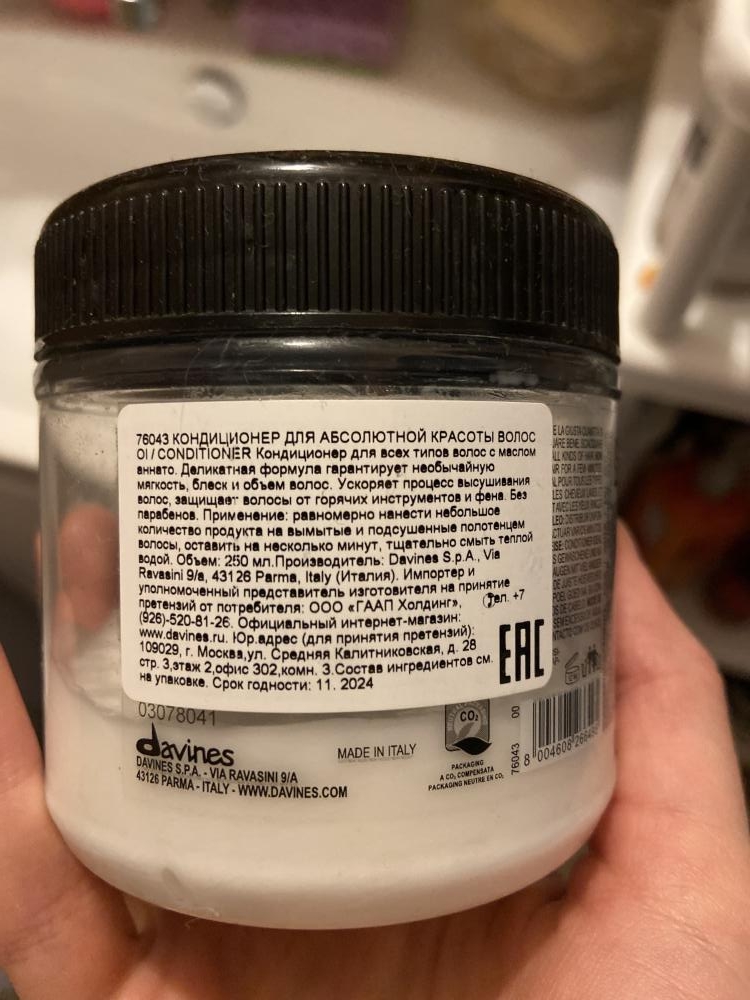 76043 КОНДИЦИОНЕР ДЛЯ АБСОЛЮТНОЙ КРАСОТЫ ВОЛОС
OI / CONDITIONER Кондиционер для всех типов волос с маслом
аннато. Деликатная формула гарантирует необычайную
мягкость, блеск и объем волос. Ускоряет процесс высушивания
волос, защищает волосы от горячих инструментов и фена. Без
парабенов. Применение: равномерно нанести небольшое
количество продукта на вымытые и подсушенные полотенцем
волосы, оставить на несколько минут, тщательно смыть теплой
водой. Объем: 250 мл.Производитель: Davines S.p.A., Via
Ravasini 9/a, 43126 Parma, Italy (Италия). Импортер и
уполномоченный представитель изготовителя на принятие
претензий от потребителя: ООО «ГААП Холдинг», тел. +7
(926)-520-81-26. Официальный интернет-магазин:
www.davines.ru. Юр.адрес (для принятия претензий):
109029, г. Москва,ул. Средняя Калитниковская, д. 28
стр. 3,этаж 2,офис 302,комн. 3.Состав ингредиентов см.
на упаковке. Срок годности: 11. 2024
EAC
03078041
davines
DAVINES S.P.A. - VIA RAVASINI 9/A
43126 PARMA - ITALY - WWW.DAVINES.COM
MADE IN ITALY
CO₂
PACKAGING
A CO₂ COMPENSATA
PACKAGING NEUTRE EN CO₂
76043 00
8 004608